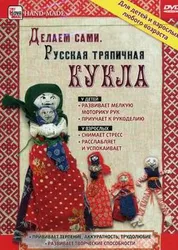 HAND-MADE
DVD
Для детей и взрослых
любого возраста
Делаем сами.
Русская тряпичная
КУКЛА
У ДЕТЕЙ
• РАЗВИВАЕТ МЕЛКУЮ
МОТОРИКУ РУК
• ПРИУЧАЕТ К РУКОДЕЛИЮ
У ВЗРОСЛЫХ
• СНИМАЕТ СТРЕСС
• РАССЛАБЛЯЕТ
И УСПОКАИВАЕТ
• ПРИВИВАЕТ ТЕРПЕНИЕ, АККУРАТНОСТЬ, ТРУДОЛЮБИЕ
• РАЗВИВАЕТ ТВОРЧЕСКИЕ СПОСОБНОСТИ